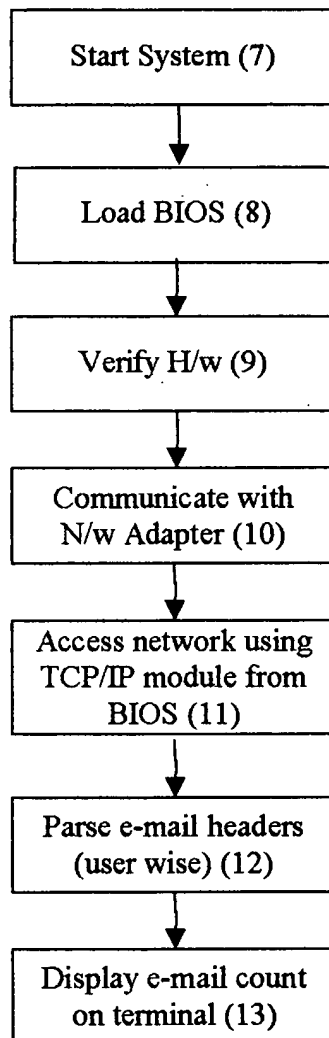 Start System (7)
Load BIOS (8)
Verify H/w (9)
Communicate with
N/w Adapter (10)
Access network using
TCP/IP module from
BIOS (11)
Parse e-mail headers
(user wise) (12)
Display e-mail count
on terminal (13)